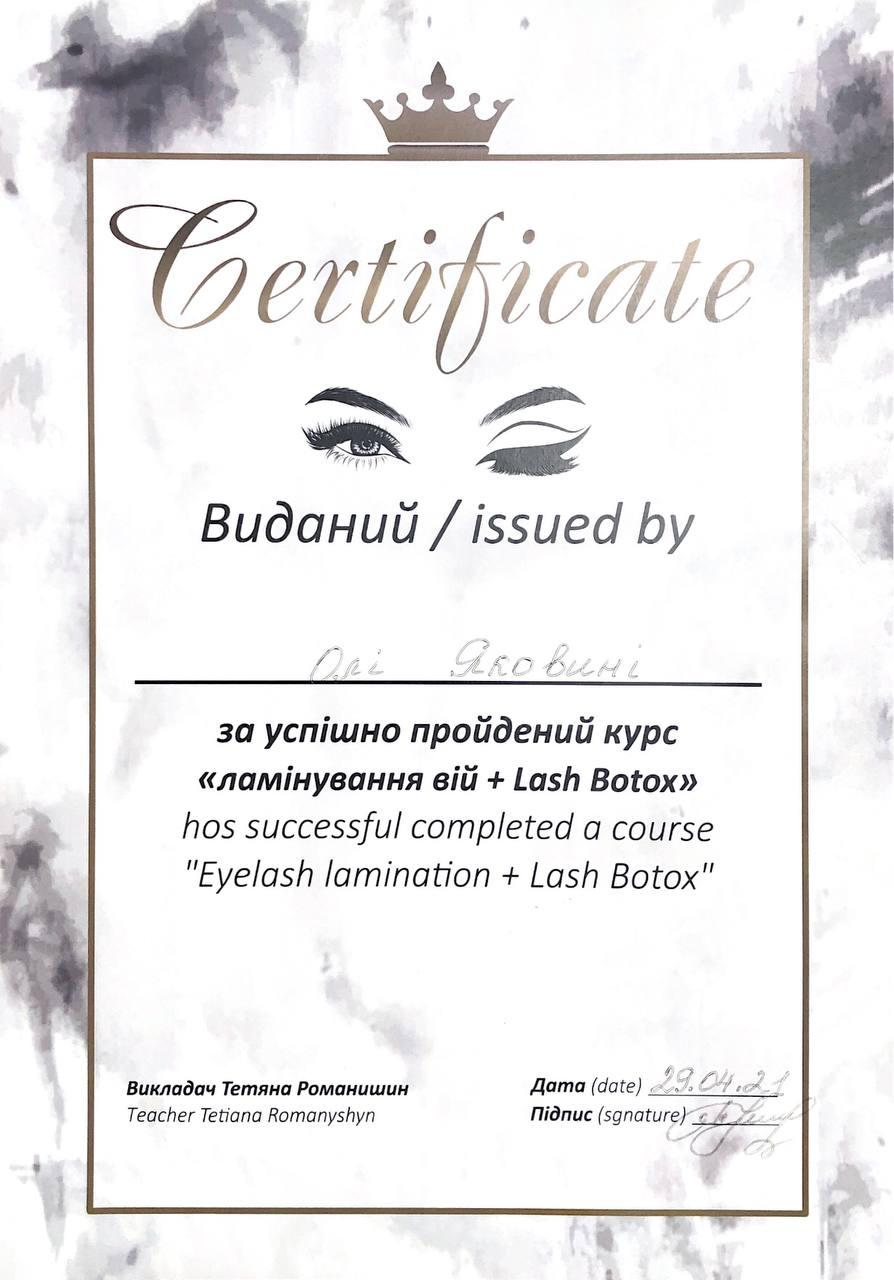 Certificate
Виданий / issued by
Олі Яковині
за успішно пройдений курс
«ламінування вій + Lash Botox»
hos successful completed a course
"Eyelash lamination + Lash Botox"
Викладач Тетяна Романишин
Teacher Tetiana Romanyshyn
Дата (date) 29.04.21
Підпис (sgnature)